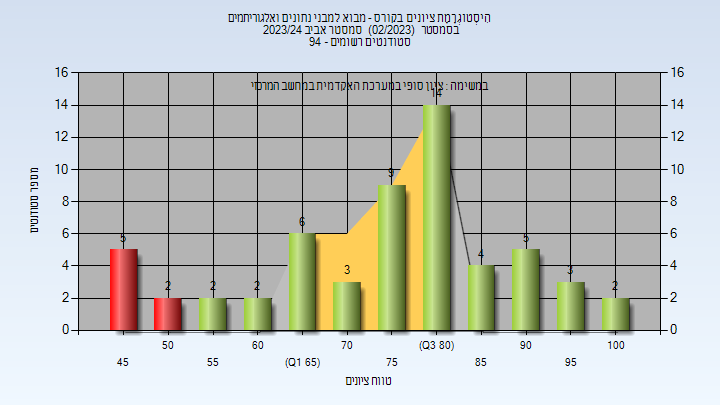 היסטוגרמת ציונים בקורס - מבוא למבני נתונים ואלגוריתמים
בסמסטר (02/2023) סמסטר אביב 2023/24
סטודנטים רשומים - 94
במשימה : ציון סופי במערכת האקדמית במחשב המרכזי
מספר סטודנטים
16 16
14 14 14
12 12
10 10
9
8 8
6 6 6
5 5
4 4 4
3 3
2 2 2 2 2 2
0 0
50 60 70 (Q3 80) 90 100
45 55 (Q1 65) 75 85 95
טווח ציונים